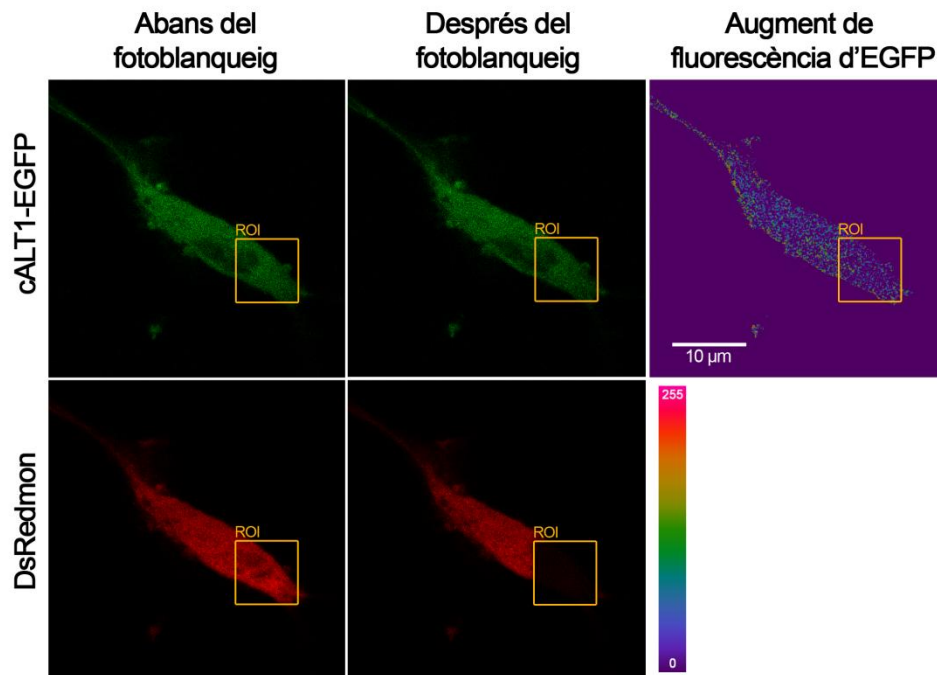 Abans del
fotoblanqueig
Després del
fotoblanqueig
Augment de
fluorescència d'EGFP
cALT1-EGFP
ROI
ROI
ROI
10 µm
DsRedmon
ROI
ROI
255
0